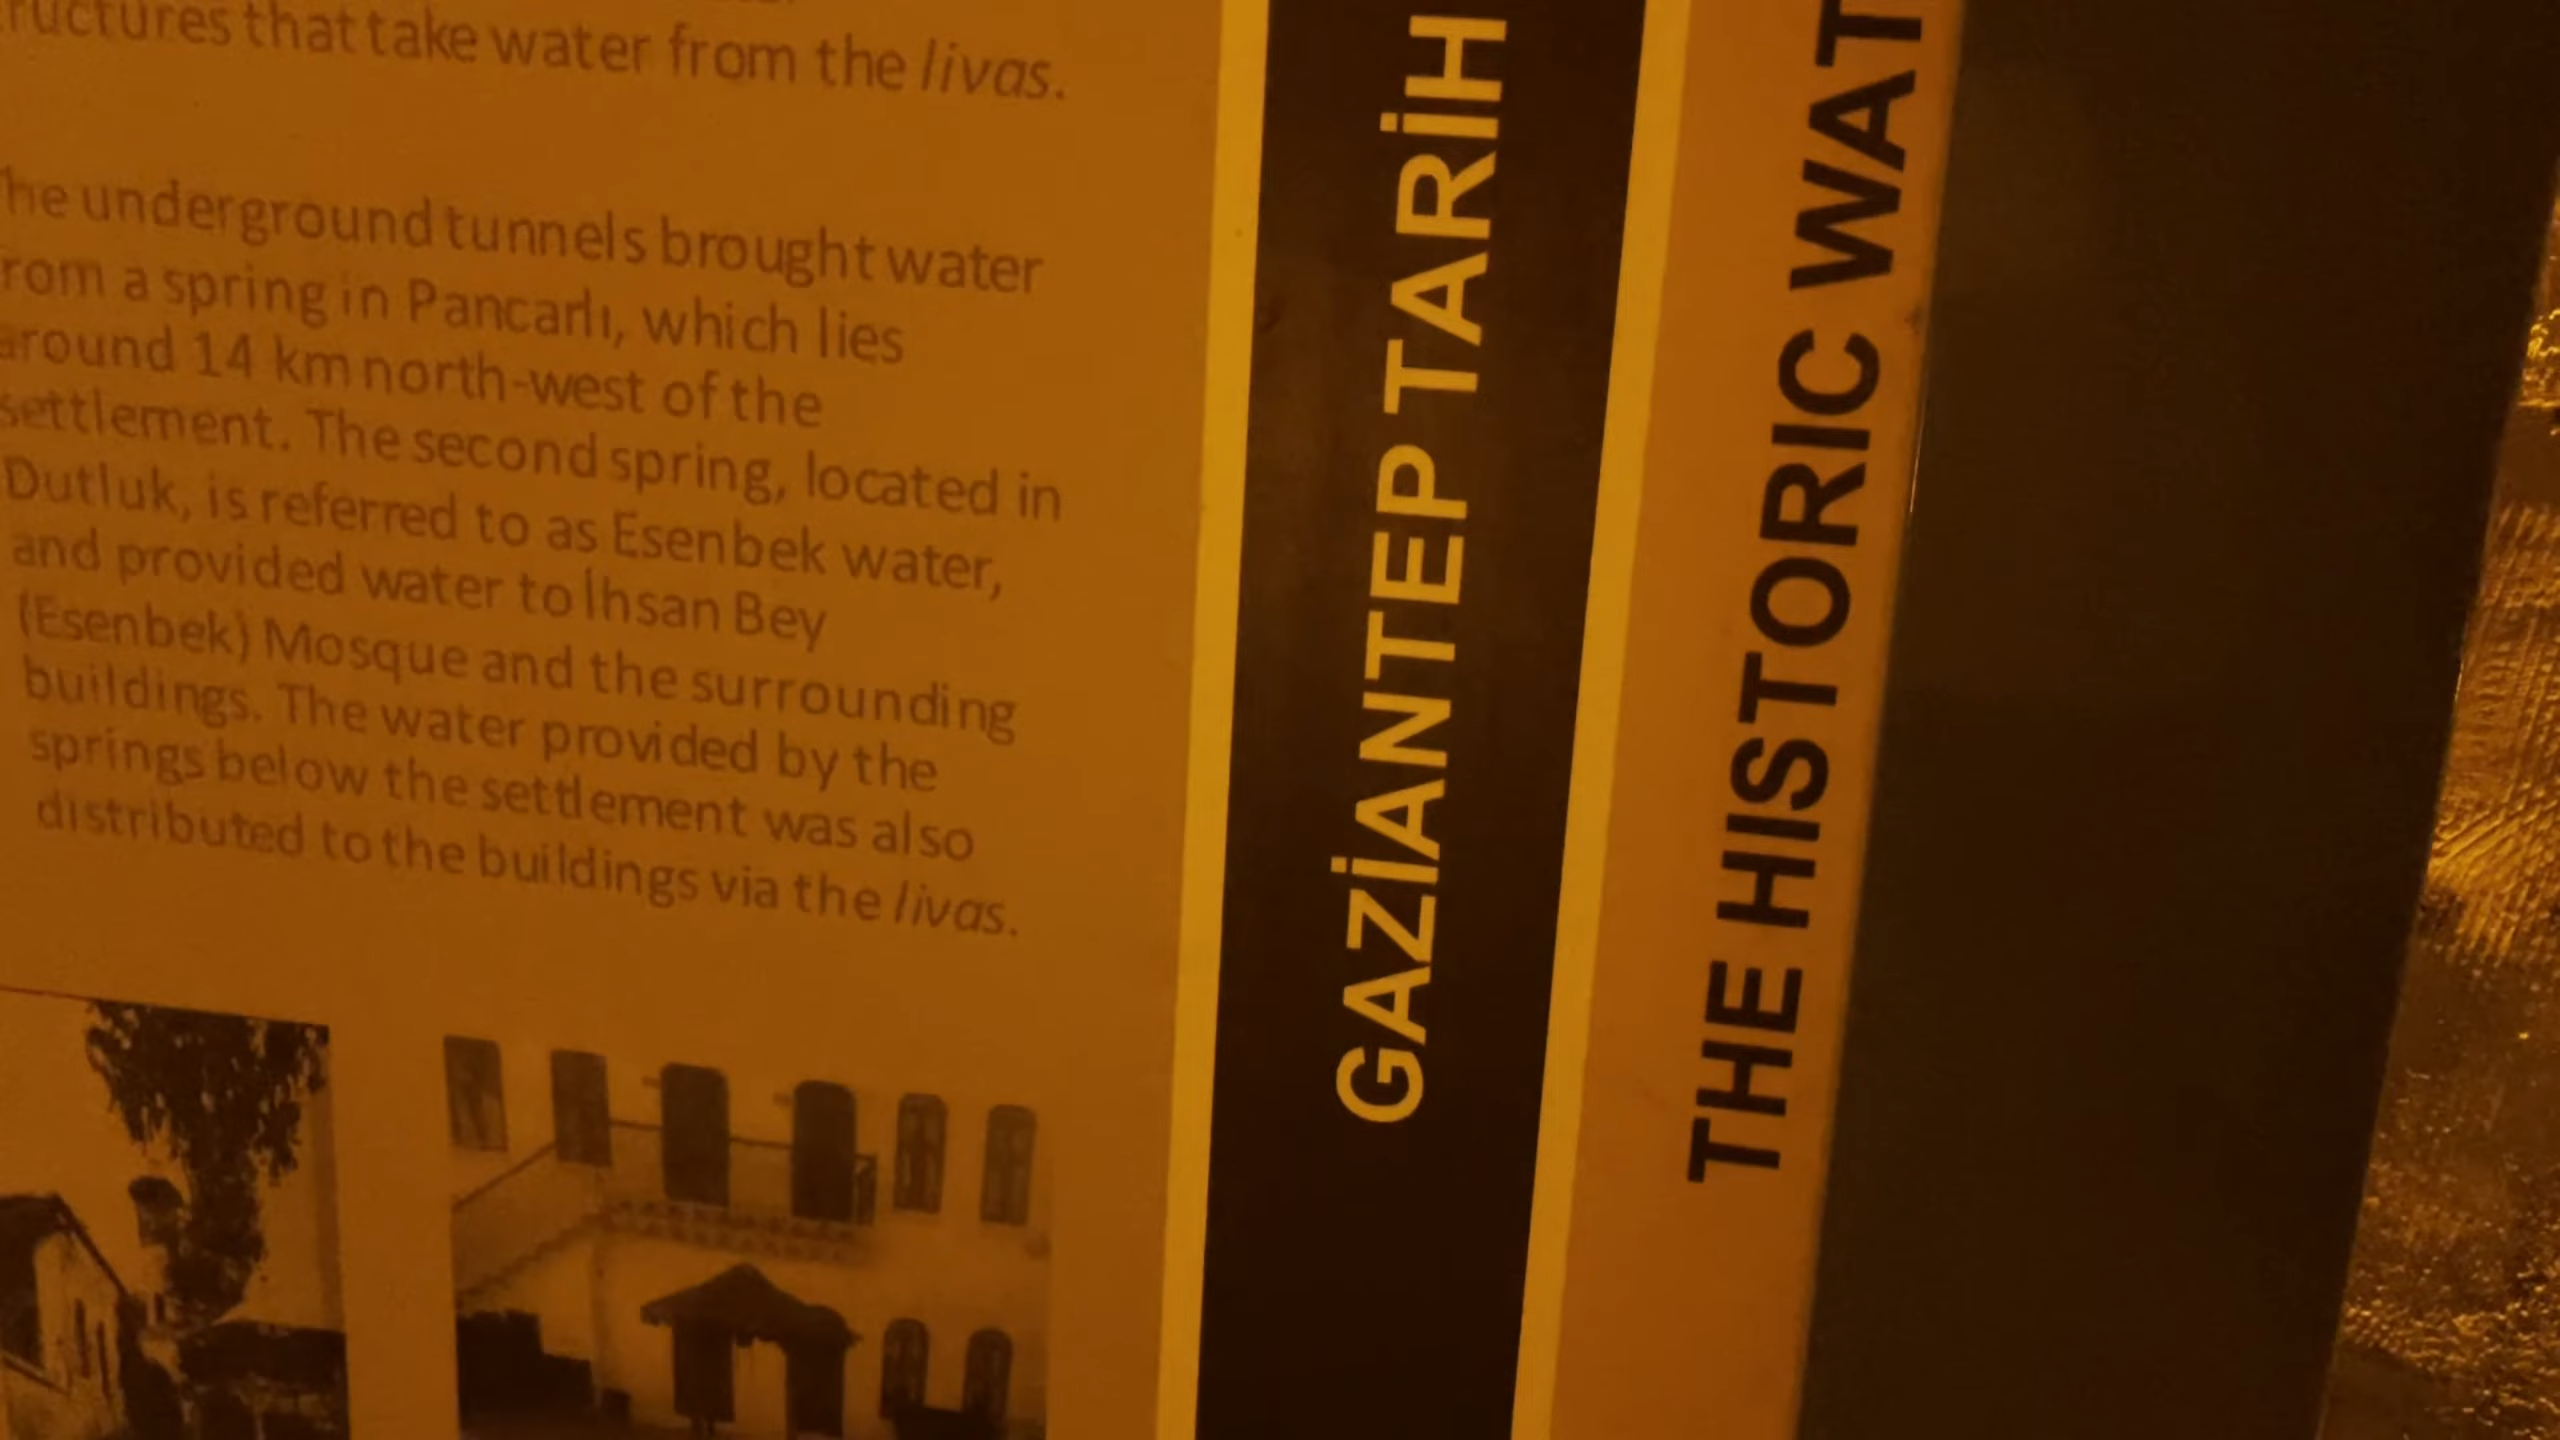 that take water from the livas.
underground tunnels brought water
a spring in Pancarlı, which lies
around 14 km north-west of the
settlement. The second spring, located in
Dutluk, is referred to as Esenbek water,
and provided water to İhsan Bey
(Esenbek) Mosque and the surrounding
buildings. The water provided by the
springs below the settlement was also
distributed to the buildings via the livas.
GAZİANTEP TARİH
THE HISTORIC WAT